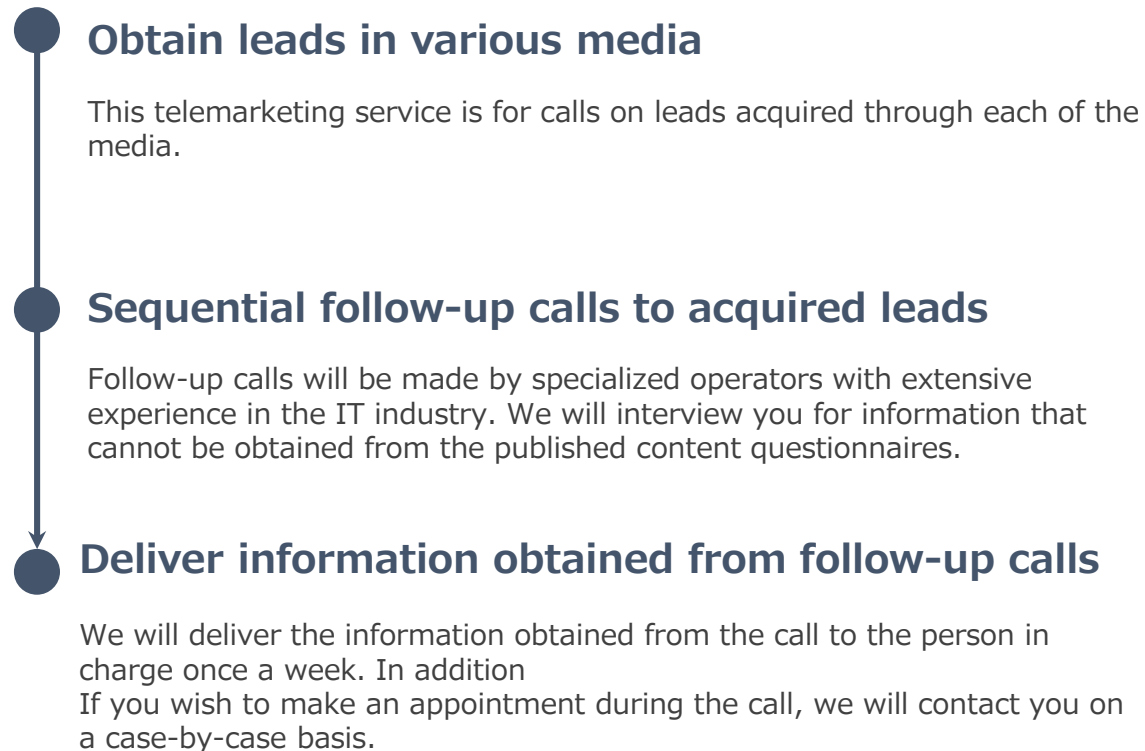 Obtain leads in various media
This telemarketing service is for calls on leads acquired through each of the
media.
Sequential follow-up calls to acquired leads
Follow-up calls will be made by specialized operators with extensive
experience in the IT industry. We will interview you for information that
cannot be obtained from the published content questionnaires.
Deliver information obtained from follow-up calls
We will deliver the information obtained from the call to the person in
charge once a week. In addition
If you wish to make an appointment during the call, we will contact you on
a case-by-case basis.